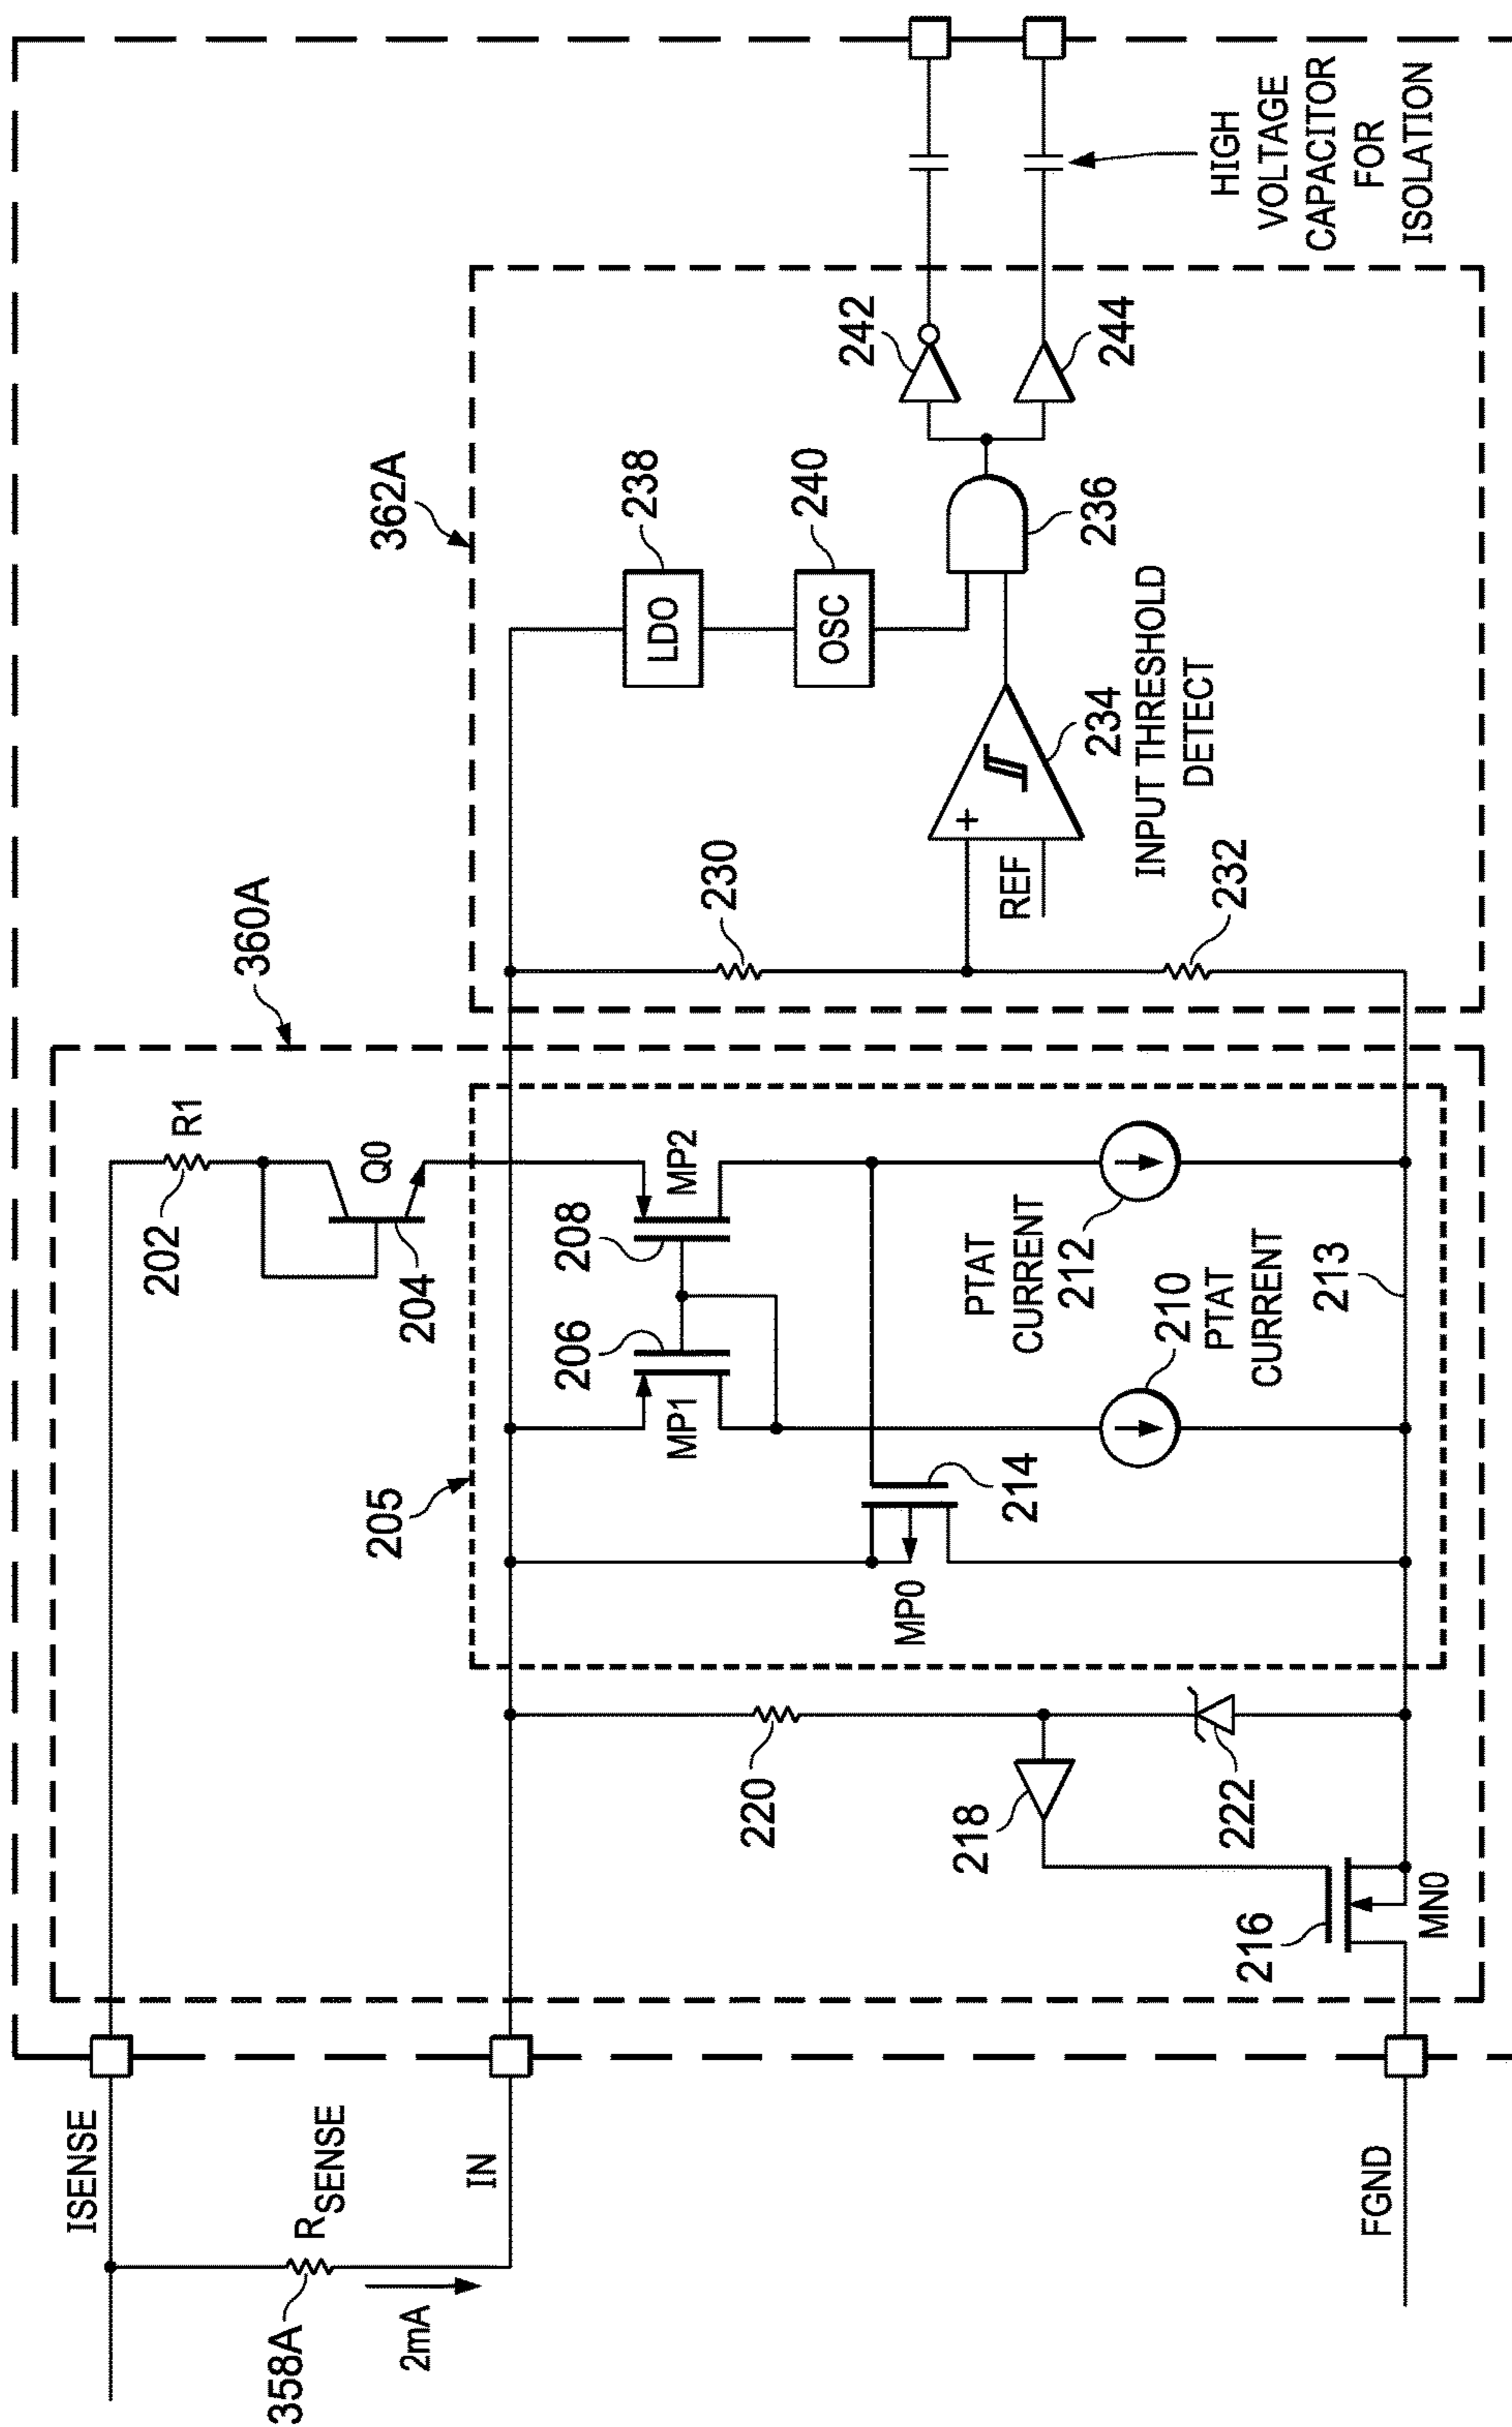 ISENSE
358A
R
SENSE
2mA
IN
FGND
360A
202
R1
Q0
204
205
206
MP1
208
MP2
PTAT
CURRENT
212
210
PTAT
CURRENT
213
214
MP0
220
218
222
216
MN0
362A
238
LDO
240
OSC
230
REF
232
234
INPUT THRESHOLD
DETECT
+
236
242
244
HIGH
VOLTAGE
CAPACITOR
FOR
ISOLATION